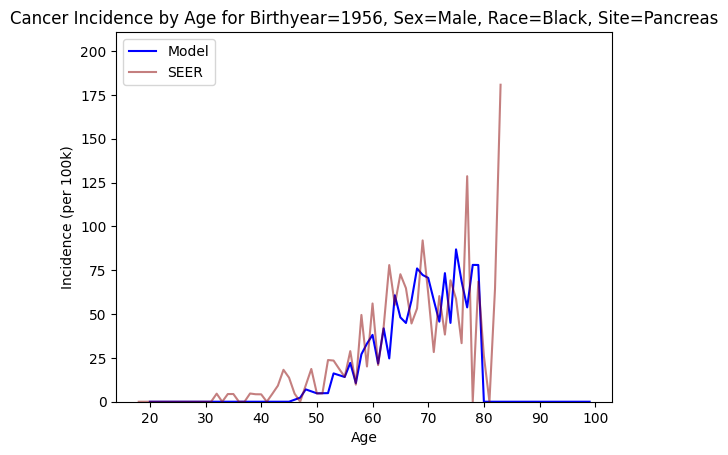 Cancer Incidence by Age for Birthyear=1956, Sex=Male, Race=Black, Site=Pancreas
200
175
150
125
100
75
50
25
0
Incidence (per 100k)
Model
SEER
20 30 40 50 60 70 80 90 100
Age